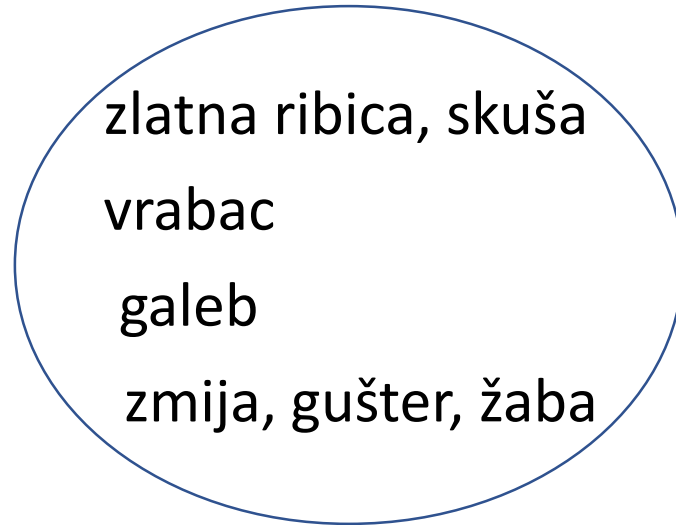 zlatna ribica, skuša
vrabac
galeb
zmija, gušter, žaba